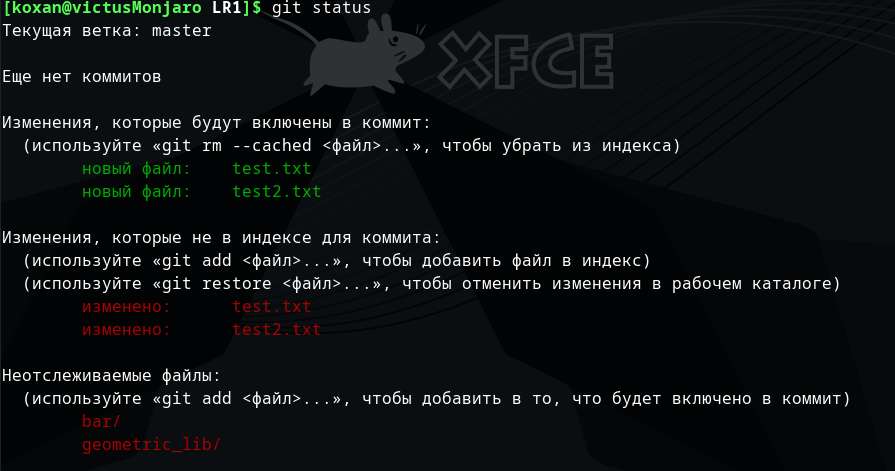 [koxan@victusMonjaro LR1]$ git status
Текущая ветка: master
XFCE
Еще нет коммитов
Изменения, которые будут включены в коммит:
(используйте «git rm --cached <файл>...», чтобы убрать из индекса)
новый файл: test.txt
новый файл: test2.txt
Изменения, которые не в индексе для коммита:
(используйте «git add <файл>...», чтобы добавить файл в индекс)
(используйте «git restore <файл>...», чтобы отменить изменения в рабочем каталоге)
изменено: test.txt
изменено: test2.txt
Неотслеживаемые файлы:
(используйте «git add <файл>...», чтобы добавить в то, что будет включено в коммит)
bar/
geometric_lib/